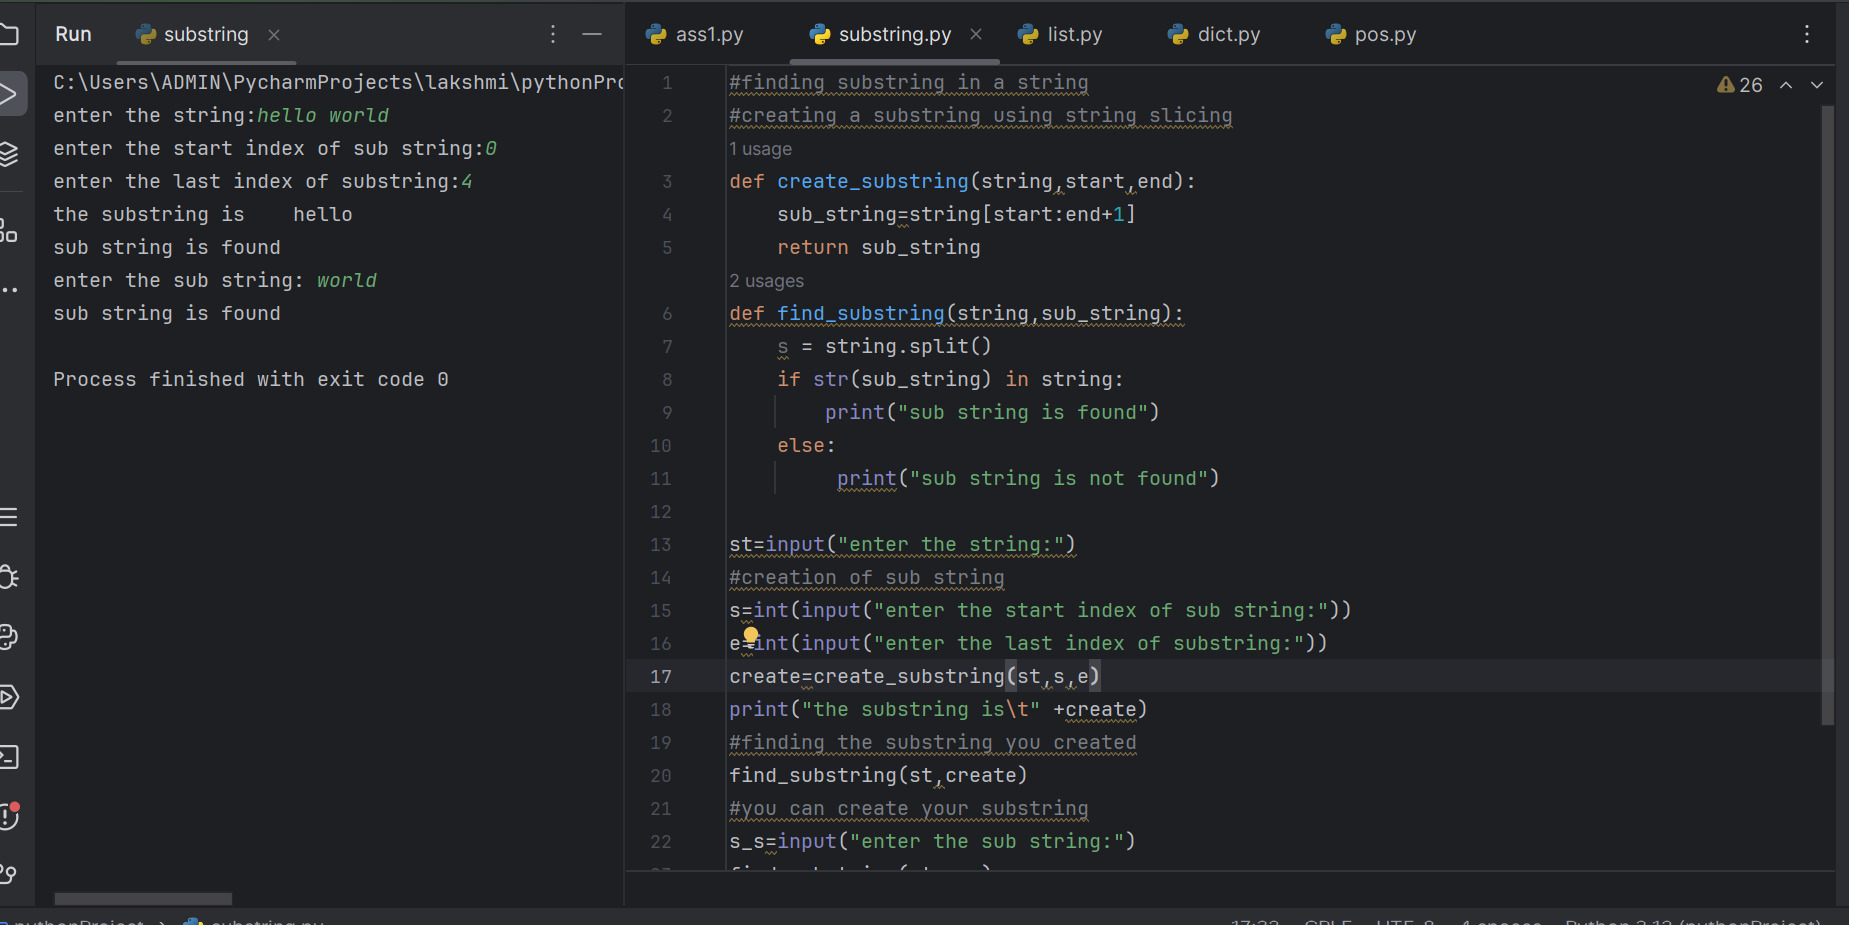 Run
substring
C:\Users\ADMIN\PycharmProjects\lakshmi\pythonPro
enter the string:hello world
enter the start index of sub string:0
enter the last index of substring:4
the substring is    hello
sub string is found
enter the sub string: world
sub string is found
Process finished with exit code 0
ass1.py
substring.py
list.py
dict.py
pos.py
26
1 #finding substring in a string
2 #creating a substring using string slicing
1 usage
3 def create_substring(string,start,end):
4     sub_string=string[start:end+1]
5     return sub_string
2 usages
6 def find_substring(string,sub_string):
7     s = string.split()
8     if str(sub_string) in string:
9         print("sub string is found")
10     else:
11          print("sub string is not found")
12
13 st=input("enter the string:")
14 #creation of sub string
15 s=int(input("enter the start index of sub string:"))
16 e=int(input("enter the last index of substring:"))
17 create=create_substring(st,s,e)
18 print("the substring is\t" +create)
19 #finding the substring you created
20 find_substring(st,create)
21 #you can create your substring
22 s_s=input("enter the sub string:")
pythonProject
substring.py
17:32 CRLF UTF-8 4 spaces Python 3.12 (pythonProject)